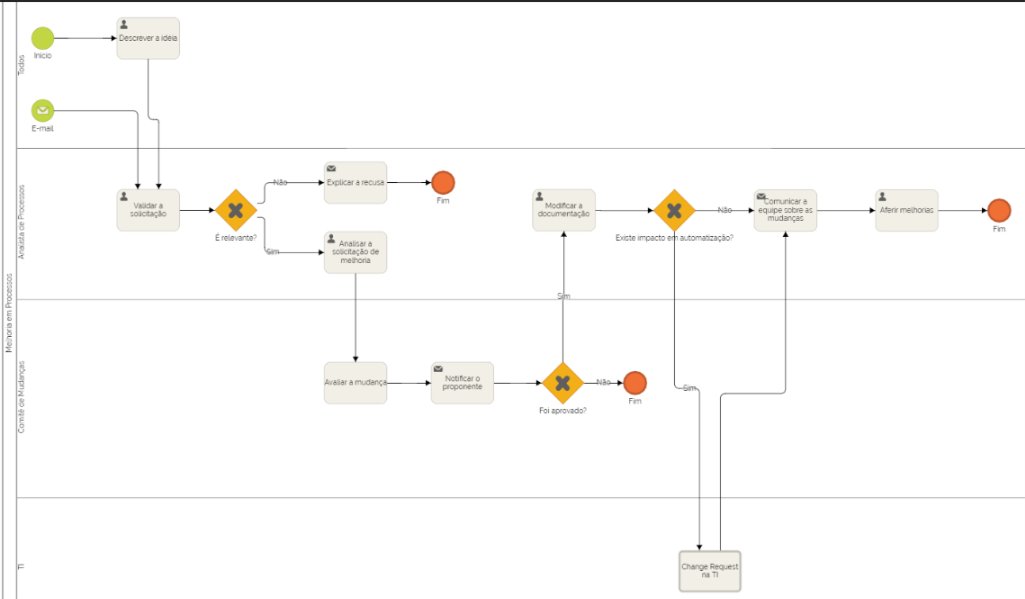 Melhoria em Processos
Todos
Início
Descrever a ideia
E-mail
Analista de Processos
Validar a
solicitação
É relevante?
Não
Explicar a recusa
Fim
Sim
Analisar a
solicitação de
melhoria
Modificar a
documentação
Existe impacto em automatização?
Não
Comunicar a
equipe sobre as
mudanças
Aferir melhorias
Fim
Sim
Comitê de Mudanças
Avaliar a mudança
Notificar o
proponente
Foi aprovado?
Não
Fim
Sim
TI
Change Request
na TI